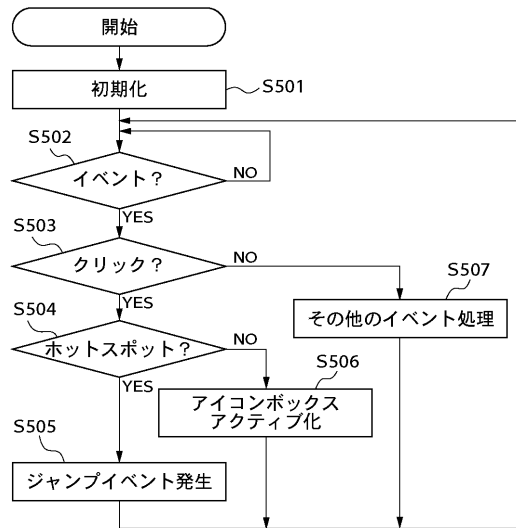 開始
初期化
S501
S502
イベント?
NO
YES
S503
クリック?
NO
YES
S507
その他のイベント処理
S504
ホットスポット?
NO
YES
S506
アイコンボックス
アクティブ化
S505
ジャンプイベント発生